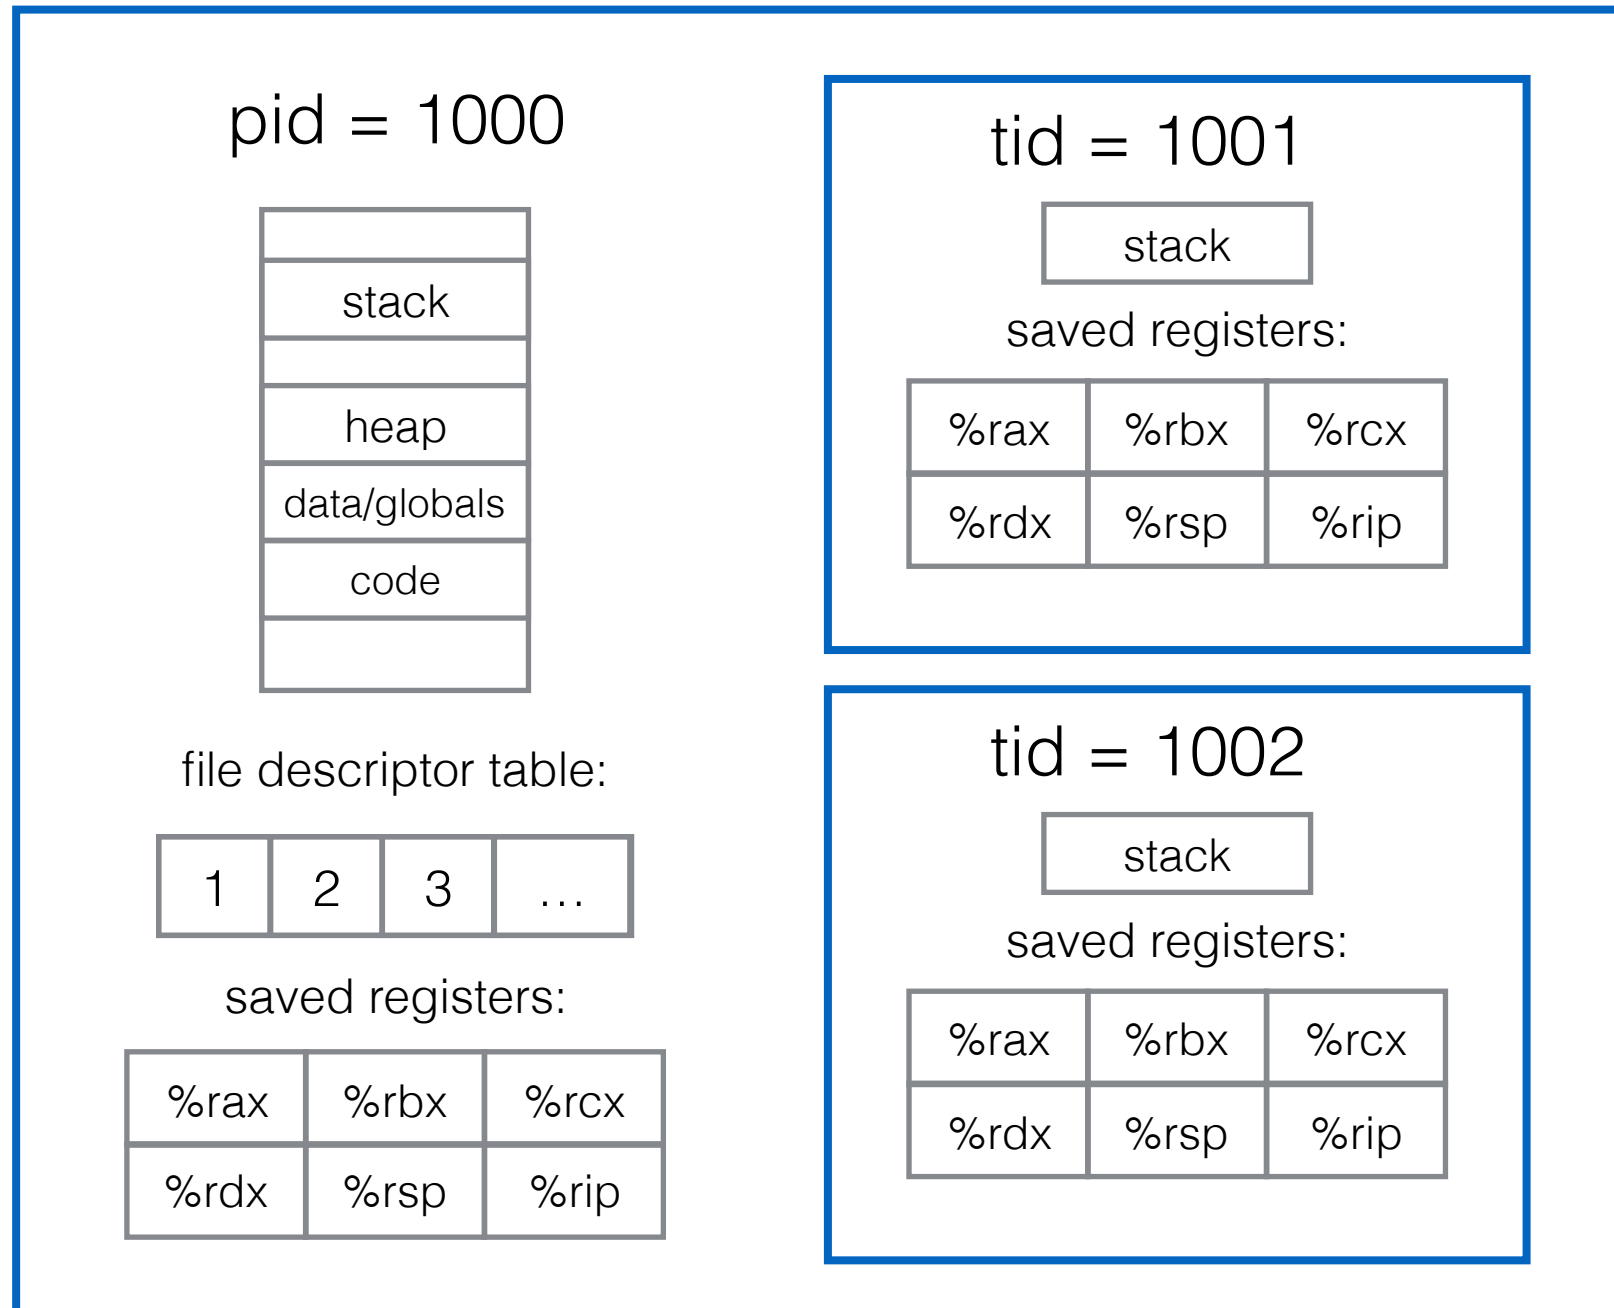 pid = 1000
stack
heap
data/globals
code
file descriptor table:
1 2 3 ...
saved registers:
%rax %rbx %rcx
%rdx %rsp %rip
tid = 1001
stack
saved registers:
%rax %rbx %rcx
%rdx %rsp %rip
tid = 1002
stack
saved registers:
%rax %rbx %rcx
%rdx %rsp %rip